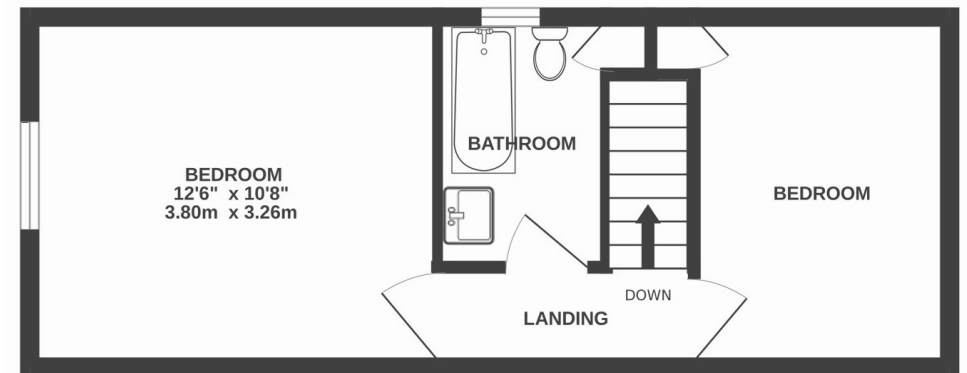 BEDROOM
12'6" x 10'8"
3.80m x 3.26m
BATHROOM
BEDROOM
DOWN
LANDING